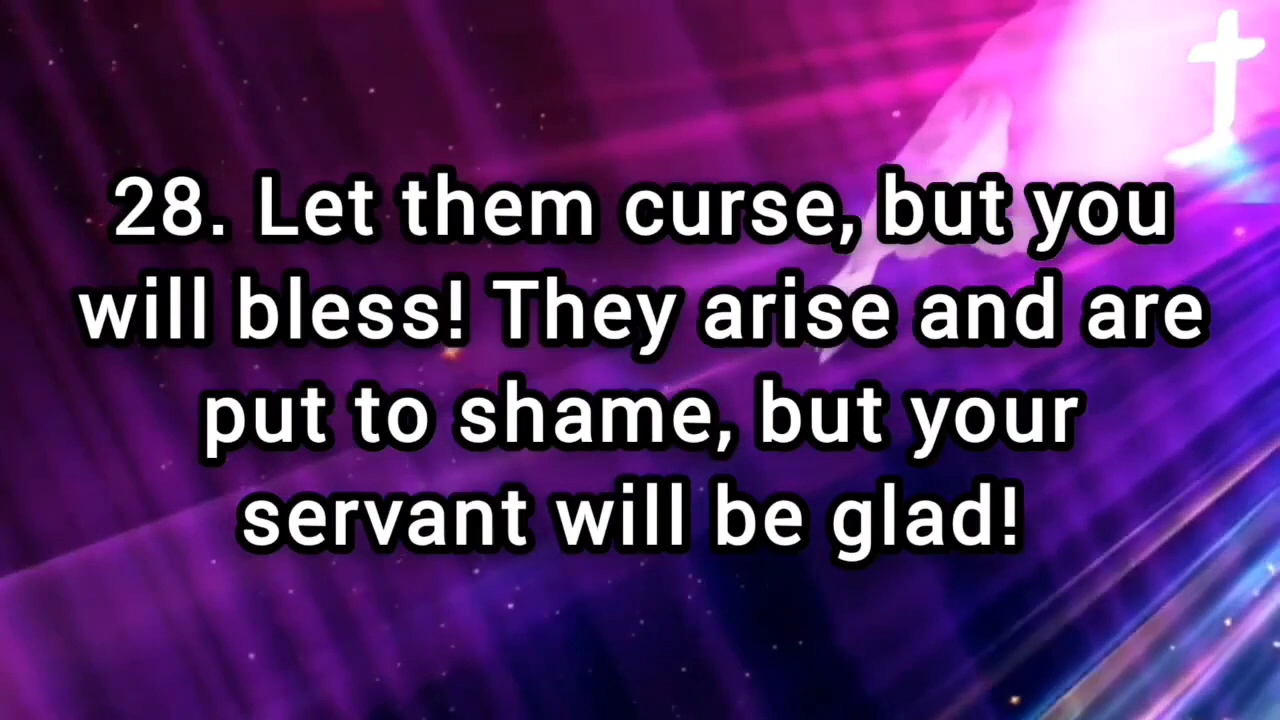 28. Let them curse, but you
will bless! They arise and are
put to shame, but your
servant will be glad!